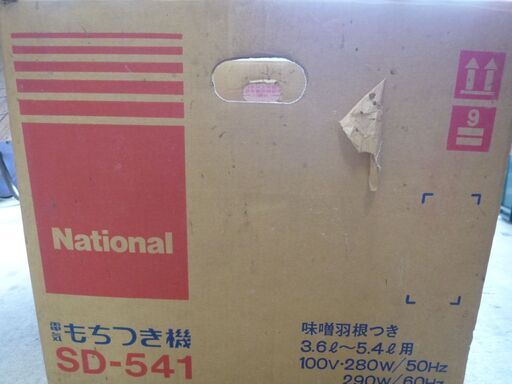 9
National
電気もちつき機
SD-541
味噌羽根つき
3.6ℓ~5.4ℓ用
100V·280W/50Hz
290W/60Hz